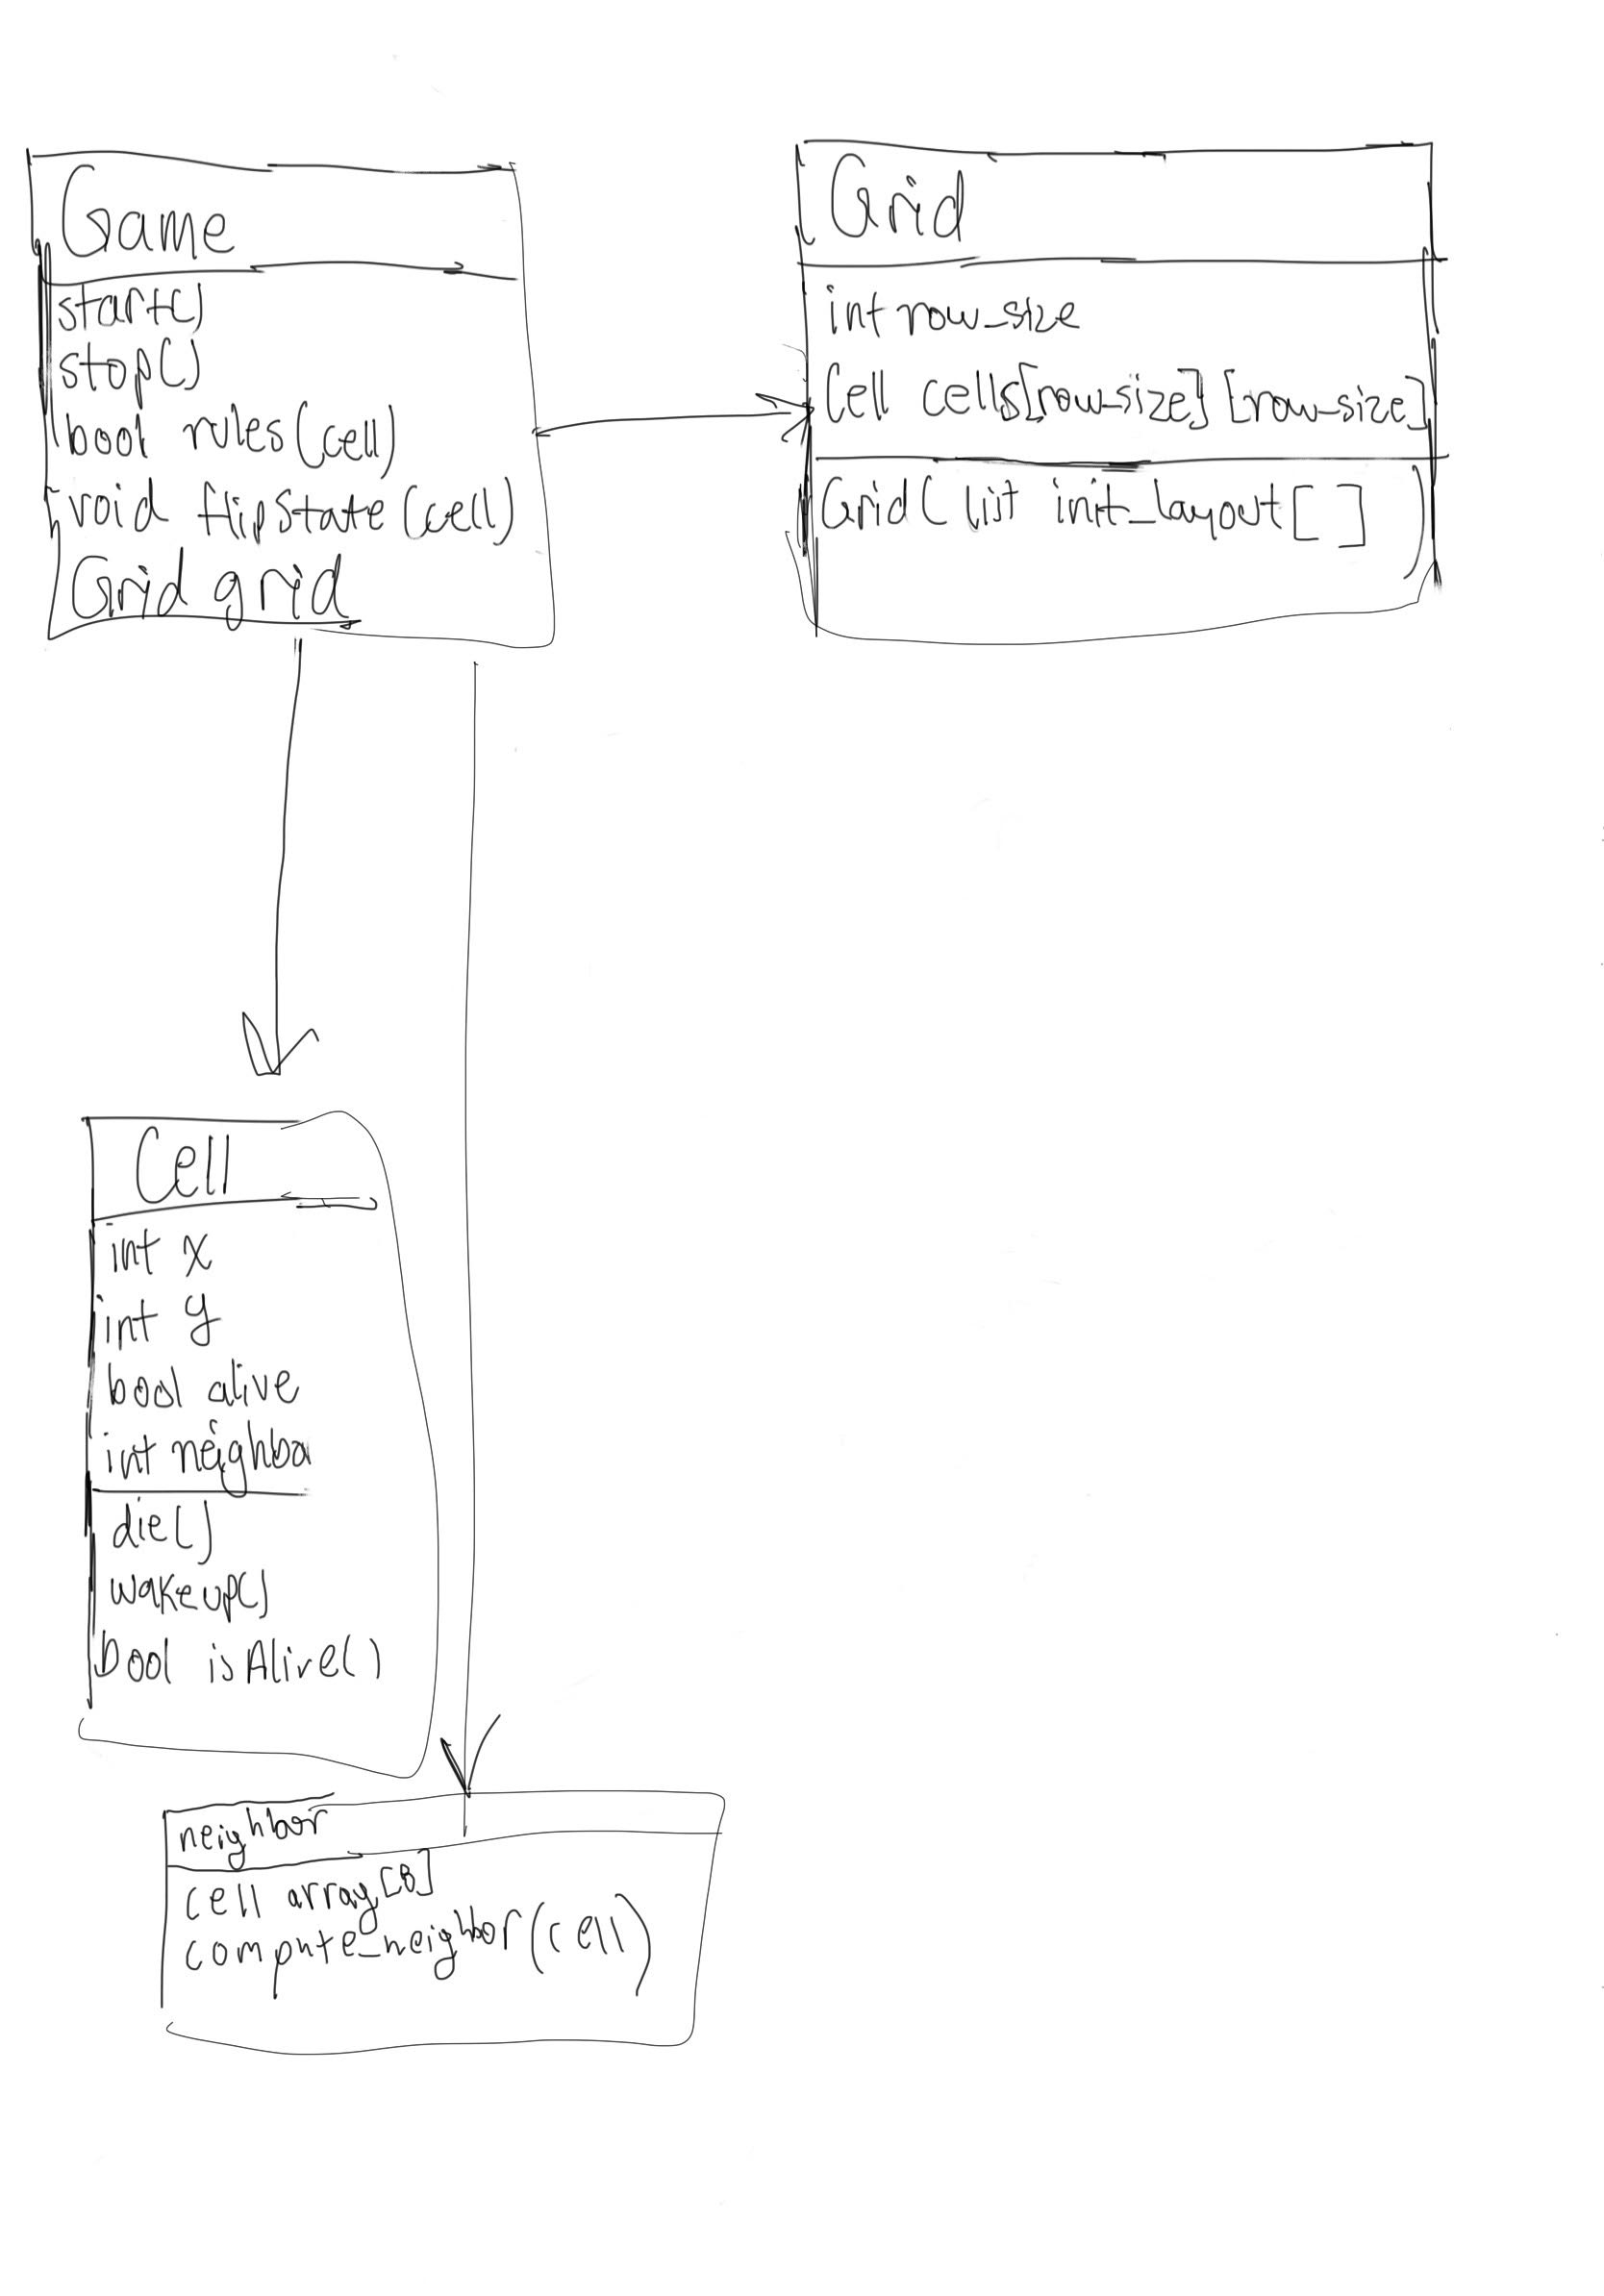 Game
start()
stop()
bool rules(cell)
void flipState(cell)
Grid grid
Grid
int row_size
Cell cells[row_size][row_size]
Grid(list init_layout[ ] )
Cell
int x
int y
bool alive
int neighbo
die()
wakeup()
bool isAlive()
neighbor
cell array[8]
compute_neighbor(cell)